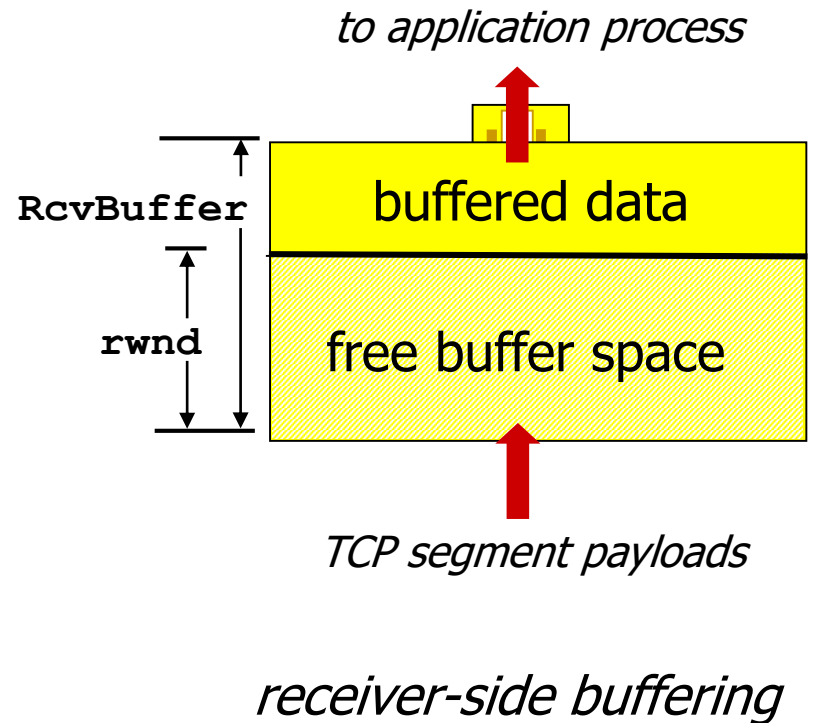 to application process
RcvBuffer
buffered data
rwnd
free buffer space
TCP segment payloads
receiver-side buffering